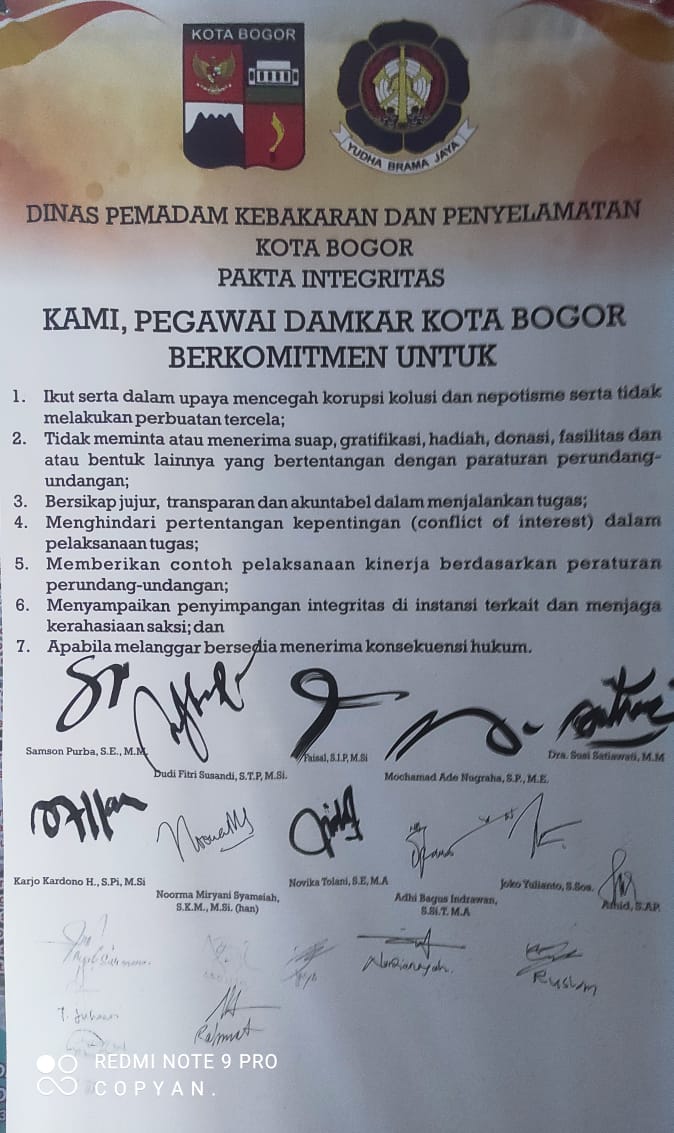 KOTA BOGOR
YUDHA BRAMA JAYA
DINAS PEMADAM KEBAKARAN DAN PENYELAMATAN
KOTA BOGOR
PAKTA INTEGRITAS
KAMI, PEGAWAI DAMKAR KOTA BOGOR
BERKOMITMEN UNTUK
1. Ikut serta dalam upaya mencegah korupsi kolusi dan nepotisme serta tidak
melakukan perbuatan tercela;
2. Tidak meminta atau menerima suap, gratifikasi, hadiah, donasi, fasilitas dan
atau bentuk lainnya yang bertentangan dengan paraturan perundang-
undangan;
3. Bersikap jujur, transparan dan akuntabel dalam menjalankan tugas;
4. Menghindari pertentangan kepentingan (conflict of interest) dalam
pelaksanaan tugas;
5. Memberikan contoh pelaksanaan kinerja berdasarkan peraturan
perundang-undangan;
6. Menyampaikan penyimpangan integritas di instansi terkait dan menjaga
kerahasiaan saksi; dan
7. Apabila melanggar bersedia menerima konsekuensi hukum.
Samson Purba, S.E., M.M.
Dudi Fitri Susandi, S.T.P, M.Si.
Faisal, S.I.P, M.Si
Mochamad Ade Nugraha, S.P., M.E.
Dra. Susi Satiawati, M.M
Karjo Kardono H., S.Pi, M.Si
Noorma Miryani Syamsiah,
S.K.M., M.Si. (han)
Novika Tolani, S.E, M.A
Adhi Bagus Indrawan,
S.Si.T. M.A
Joko Yulianto, S.Sos.
Amid, S.AP.
Ruslan
Rahmat
REDMI NOTE 9 PRO
COPYAN.